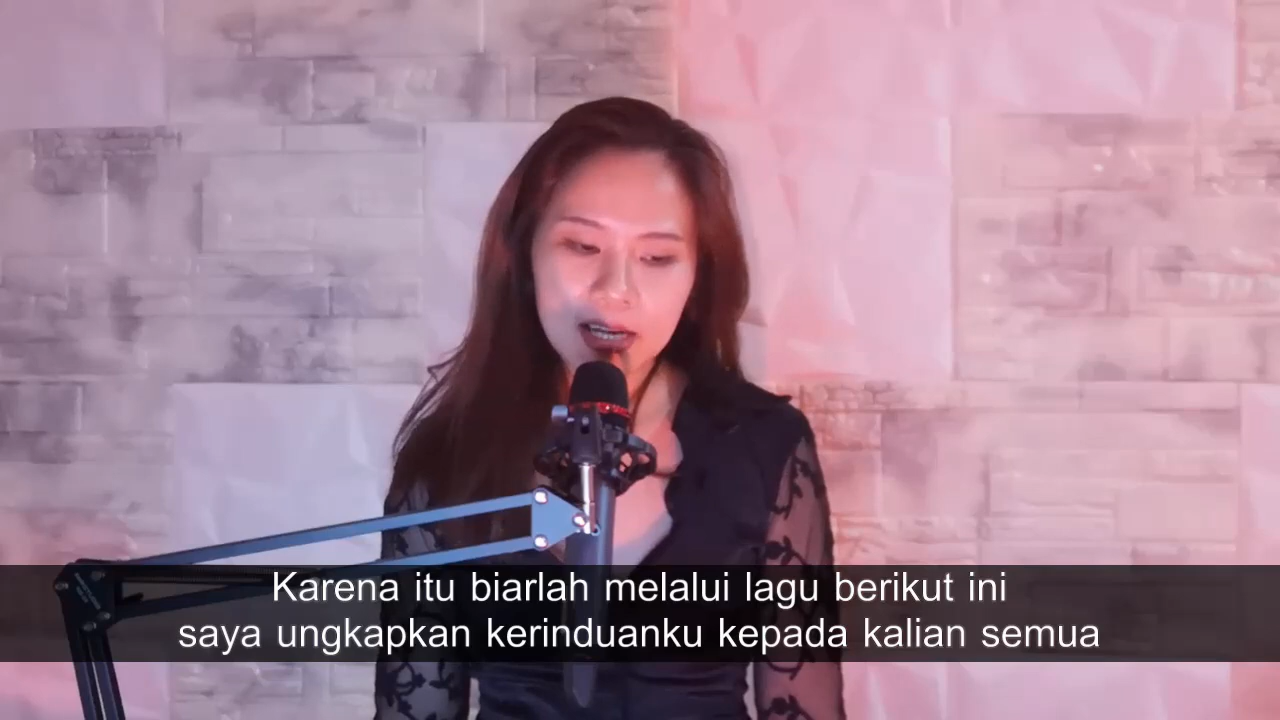 Karena itu biarlah melalui lagu berikut ini
saya ungkapkan kerinduanku kepada kalian semua